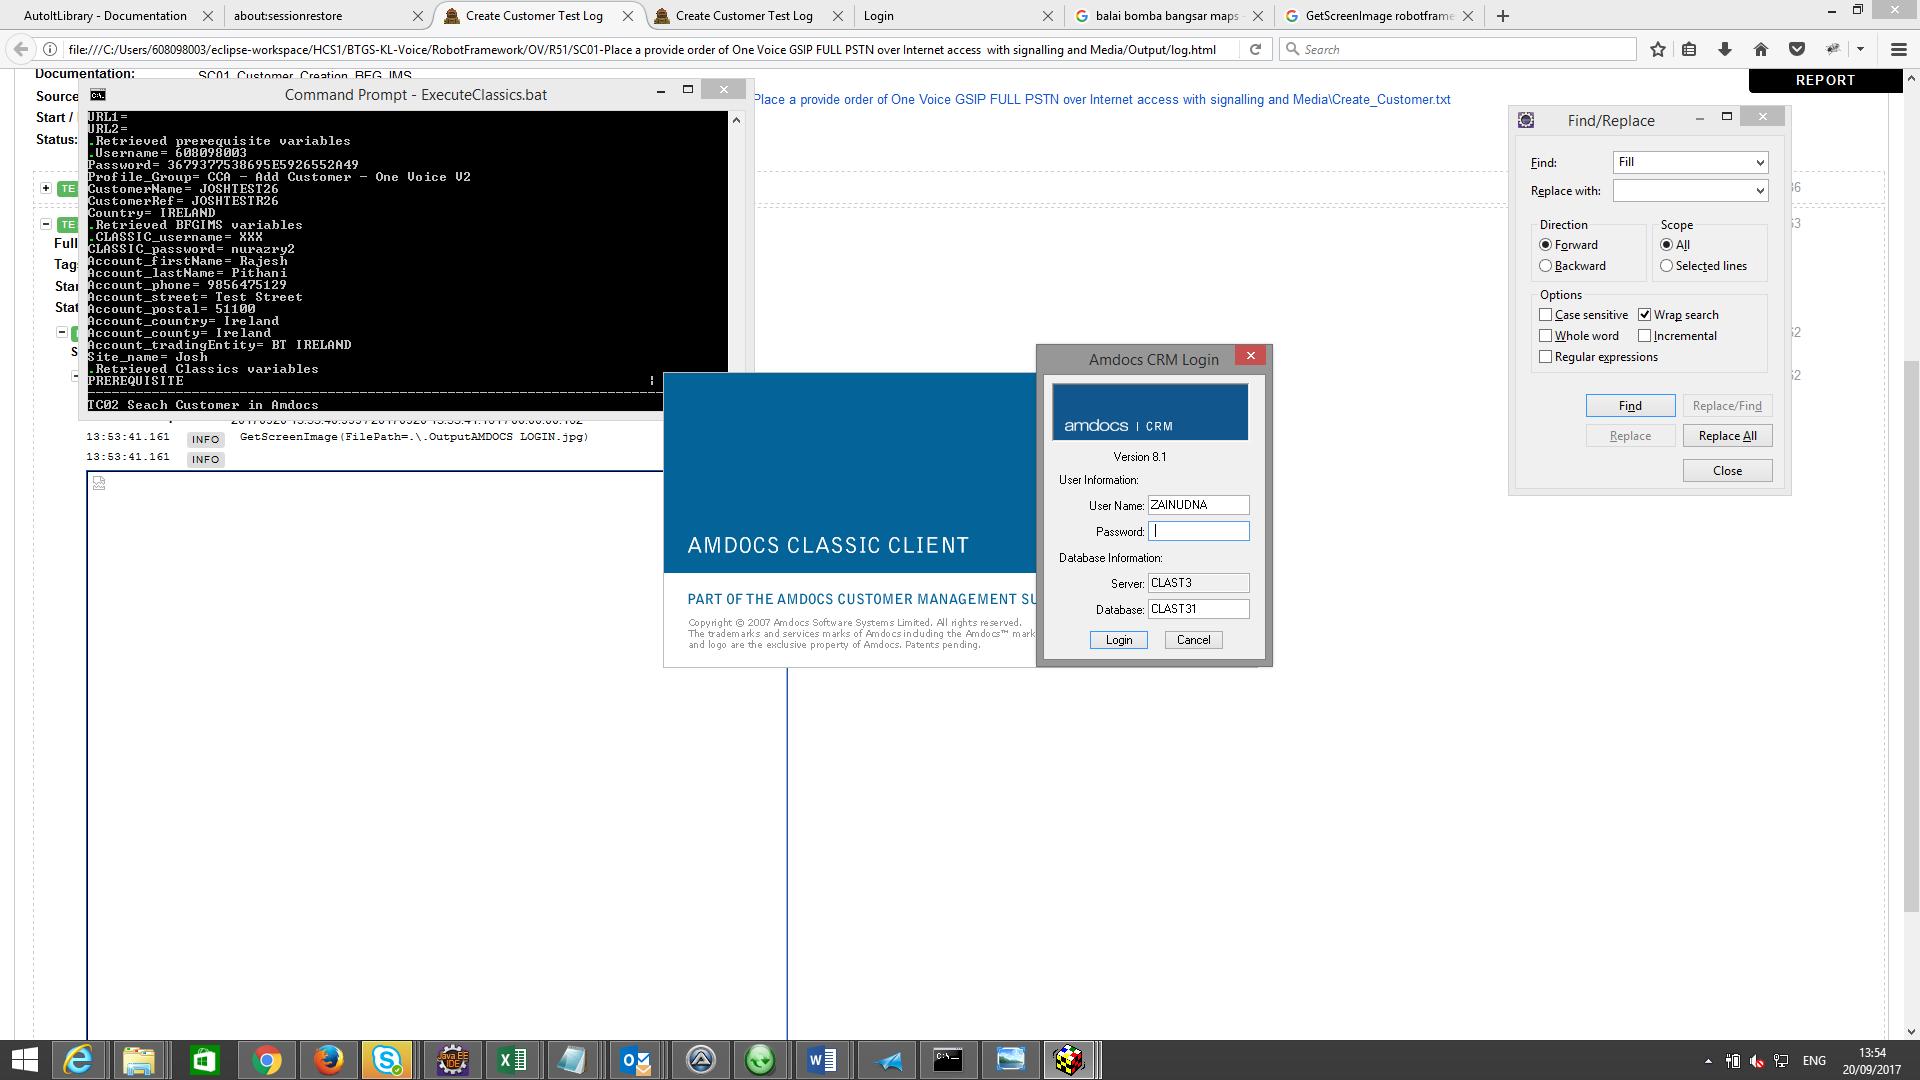 AutoItLibrary - Documentation
about:sessionrestore
Create Customer Test Log
Create Customer Test Log
Login
balai bomba bangsar maps -
GetScreenImage robotframe
file:///C:/Users/608098003/eclipse-workspace/HCS1/BTGS-KL-Voice/RobotFramework/OV/R51/SC01-Place a provide order of One Voice GSIP FULL PSTN over Internet access with signalling and Media/Output/log.html
Search
Documentation:
SC01_Customer_Creation_BFG_IMS
REPORT
Source
Place a provide order of One Voice GSIP FULL PSTN over Internet access with signalling and Media\Create_Customer.txt
Start /
Status:
Command Prompt - ExecuteClassics.bat
URL1=
URL2=
.Retrieved prerequisite variables
.Username= 608098003
Password= 3679377538695E5926552A49
Profile_Group= CCA - Add Customer - One Voice V2
CustomerName= JOSHTEST26
CustomerRef= JOSHTESTR26
Country= IRELAND
.Retrieved BFGIMS variables
.CLASSIC_username= XXX
CLASSIC_password= nurazry2
Account_firstName= Rajesh
Account_lastName= Pithani
Account_phone= 9856475129
Account_street= Test Street
Account_postal= 51100
Account_country= Ireland
Account_county= Ireland
Account_tradingEntity= BT IRELAND
Site_name= Josh
.Retrieved Classics variables
PREREQUISITE |
TC02 Seach Customer in Amdocs
TE
TE
Full
Tags
Star
Stat
S
13:53:41.161 INFO GetScreenImage(FilePath=.\.OutputAMDOCS LOGIN.jpg)
13:53:41.161 INFO
AMDOCS CLASSIC CLIENT
PART OF THE AMDOCS CUSTOMER MANAGEMENT SU
Copyright © 2007 Amdocs Software Systems Limited. All rights reserved.
The trademarks and services marks of Amdocs including the Amdocs™ mark
and logo are the exclusive property of Amdocs. Patents pending.
Amdocs CRM Login
amdocs | CRM
Version 8.1
User Information:
User Name: ZAINUDNA
Password:
Database Information:
Server: CLAST3
Database: CLAST31
Login
Cancel
Find/Replace
Find: Fill
Replace with:
Direction
Forward
Backward
Scope
All
Selected lines
Options
Case sensitive
Wrap search
Whole word
Incremental
Regular expressions
Find
Replace/Find
Replace
Replace All
Close
ENG
13:54
20/09/2017